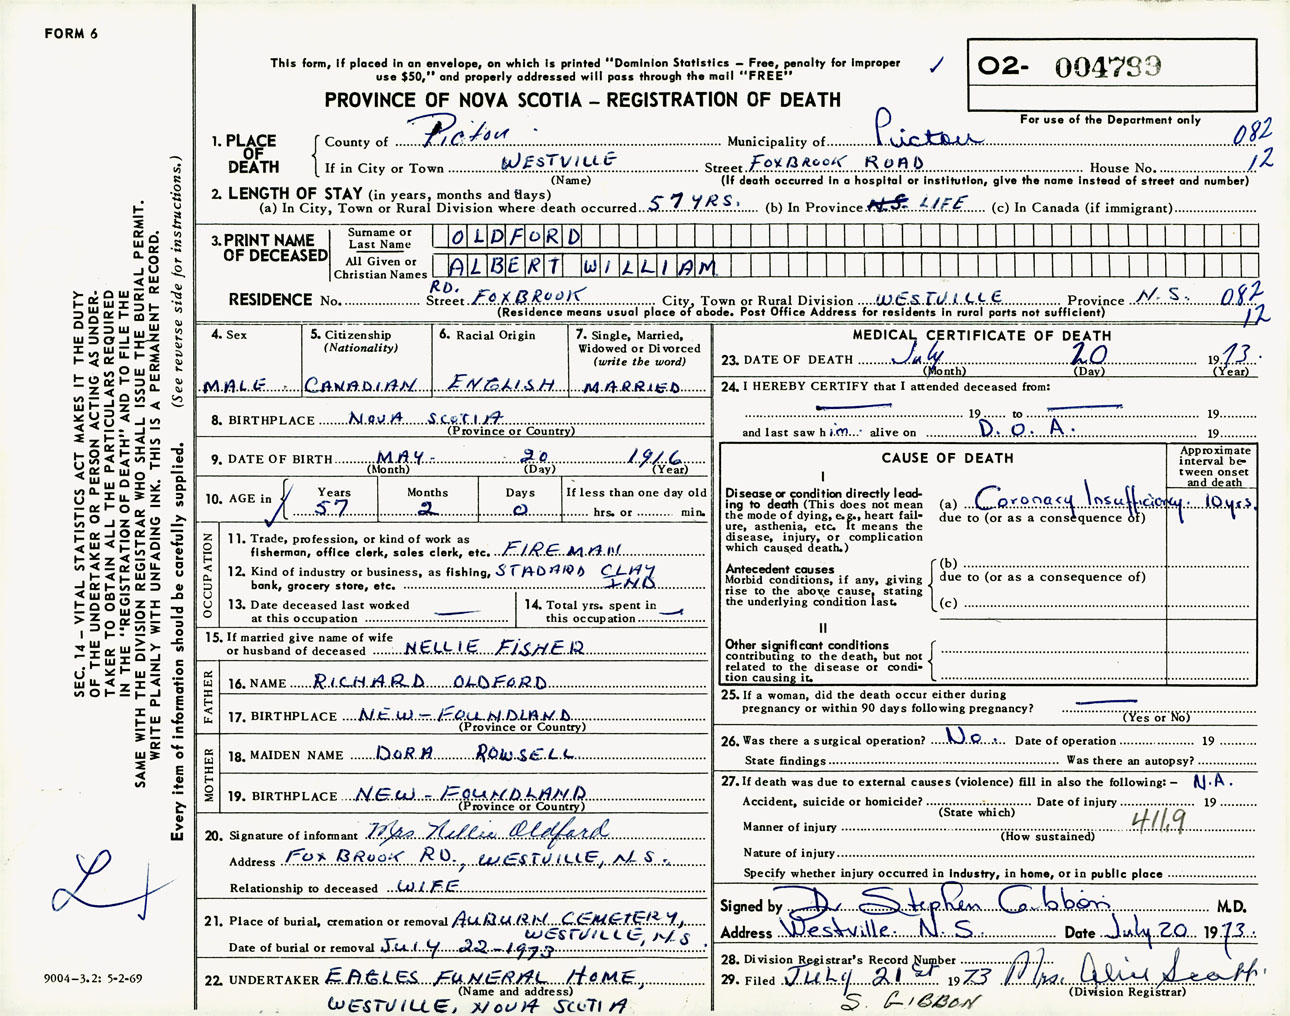 FORM 6
This form, if placed in an envelope, on which is printed "Dominion Statistics – Free, penalty for improper
use $50," and properly addressed will pass through the mail "FREE"
✓
O2- 004799
For use of the Department only
PROVINCE OF NOVA SCOTIA – REGISTRATION OF DEATH
1. PLACE OF DEATH
County of Pictou Municipality of Pictou 082
If in City or Town WESTVILLE Street FOXBROOK ROAD House No. 12
(Name) (If death occurred in a hospital or institution, give the name instead of street and number)
2. LENGTH OF STAY (in years, months and days)
(a) In City, Town or Rural Division where death occurred 57 YRS. (b) In Province N.S. LIFE (c) In Canada (if immigrant)
3. PRINT NAME OF DECEASED
Surname or Last Name OLDFORD
All Given or Christian Names ALBERT WILLIAM
RESIDENCE No. Street FOXBROOK RD. City, Town or Rural Division WESTVILLE Province N.S. 082
(Residence means usual place of abode. Post Office Address for residents in rural parts not sufficient) 12
4. Sex
MALE
5. Citizenship
(Nationality)
CANADIAN
6. Racial Origin
ENGLISH
7. Single, Married,
Widowed or Divorced
(write the word)
MARRIED
8. BIRTHPLACE NOVA SCOTIA
(Province or Country)
9. DATE OF BIRTH MAY 20 1916
(Month) (Day) (Year)
10. AGE in
Years Months Days If less than one day old
57 2 0 hrs. or min.
OCCUPATION
11. Trade, profession, or kind of work as
fisherman, office clerk, sales clerk, etc. FIREMAN
12. Kind of industry or business, as fishing, STADARD CLAY
bank, grocery store, etc. IND
13. Date deceased last worked
at this occupation —
14. Total yrs. spent in
this occupation —
15. If married give name of wife
or husband of deceased NELLIE FISHER
FATHER
16. NAME RICHARD OLDFORD
17. BIRTHPLACE NEW-FOUNDLAND
(Province or Country)
MOTHER
18. MAIDEN NAME DORA ROWSELL
19. BIRTHPLACE NEW-FOUNDLAND
(Province or Country)
20. Signature of informant Mrs Nellie Oldford
Address FOX BROOK RD., WESTVILLE, N.S.
Relationship to deceased WIFE
21. Place of burial, cremation or removal AUBURN CEMETERY,
WESTVILLE, N.S
Date of burial or removal JULY 22-1973
22. UNDERTAKER EAGLES FUNERAL HOME,
(Name and address)
WESTVILLE, NOVA SCOTIA
MEDICAL CERTIFICATE OF DEATH
23. DATE OF DEATH July 20 1973
(Month) (Day) (Year)
24. I HEREBY CERTIFY that I attended deceased from:
— 19 to — 19
and last saw him alive on D.O.A. 19
CAUSE OF DEATH
Approximate
interval be-
tween onset
and death
I
Disease or condition directly lead-
ing to death (This does not
mean the mode of dying, e.g., heart fail-
ure, asthenia, etc. It means the
disease, injury, or complication
which caused death.)
(a) Coronary Insufficiency. 10 yrs.
due to (or as a consequence of)
Antecedent causes
Morbid conditions, if any, giving
rise to the above cause, stating
the underlying condition last.
(b)
due to (or as a consequence of)
(c)
II
Other significant conditions
contributing to the death, but not
related to the disease or condi-
tion causing it.
25. If a woman, did the death occur either during
pregnancy or within 90 days following pregnancy? —
(Yes or No)
26. Was there a surgical operation? No. Date of operation 19
State findings Was there an autopsy?
27. If death was due to external causes (violence) fill in also the following: – N.A.
Accident, suicide or homicide? Date of injury 19
(State which)
Manner of injury 411.9
(How sustained)
Nature of injury
Specify whether injury occurred in industry, in home, or in public place
Signed by Dr Stephen Gibbon M.D.
Address Westville N.S Date July 20 1973.
28. Division Registrar's Record Number
29. Filed JULY 21st 1973 Mrs. Alice Scott
(Division Registrar)
S. GIBBON
SEC. 14 – VITAL STATISTICS ACT MAKES IT THE DUTY
OF THE UNDERTAKER OR PERSON ACTING AS UNDER-
TAKER TO OBTAIN ALL THE PARTICULARS REQUIRED
IN THE "REGISTRATION OF DEATH" AND TO FILE THE
SAME WITH THE DIVISION REGISTRAR WHO SHALL ISSUE THE BURIAL PERMIT.
WRITE PLAINLY WITH UNFADING INK. THIS IS A PERMANENT RECORD.
Every item of information should be carefully supplied. (See reverse side for instructions.)
9004-3.2: 5-2-69